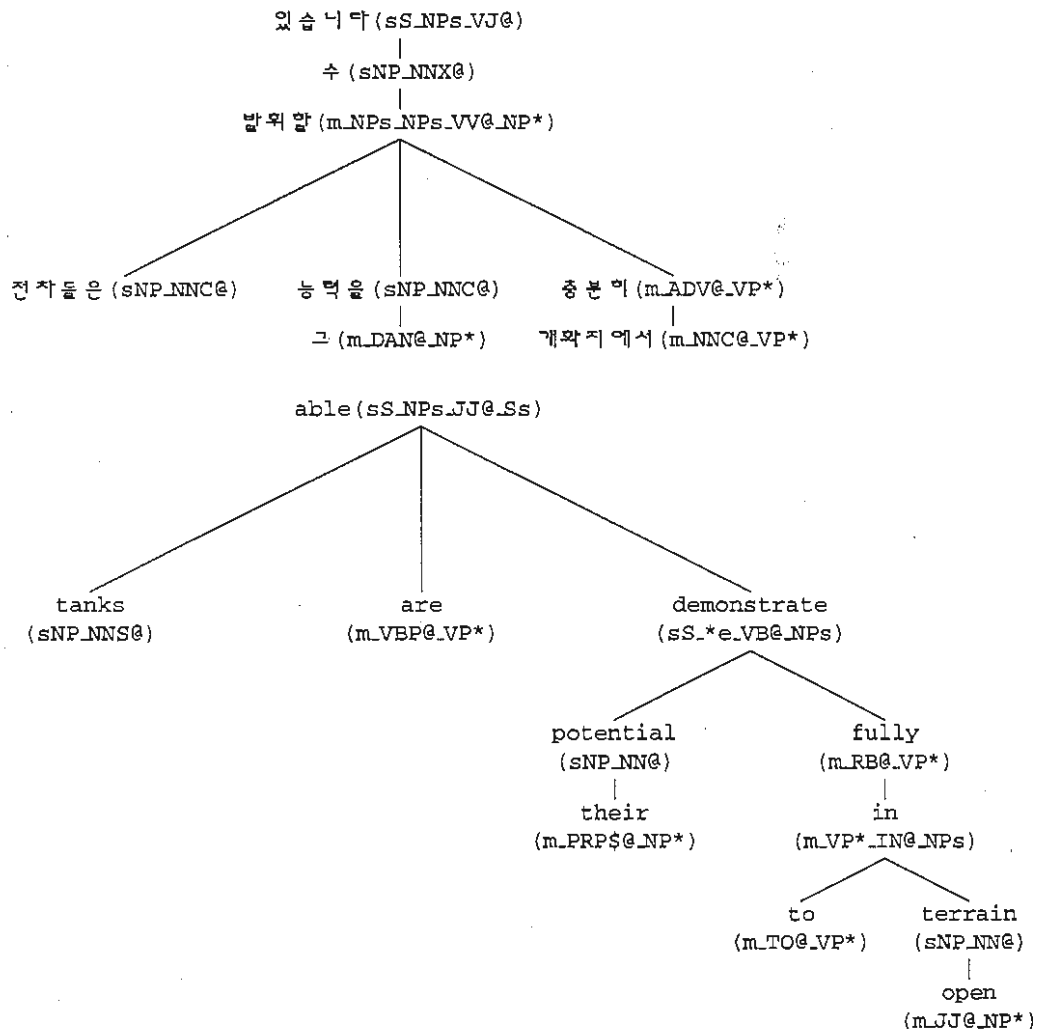 있습니다(sS_NPs_VJ@)
수(sNP_NNX@)
발휘할(m_NPs_NPs_VV@_NP*)
전차들은(sNP_NNC@) 능력을(sNP_NNC@) 충분히(m_ADV@_VP*)
그(m_DAN@_NP*) 개확지에서(m_NNC@_VP*)
able(sS_NPs_JJ@_Ss)
tanks are demonstrate
(sNP_NNS@) (m_VBP@_VP*) (sS_*e_VB@_NPs)
potential fully
(sNP_NN@) (m_RB@_VP*)
their in
(m_PRP$@_NP*) (m_VP*_IN@_NPs)
to terrain
(m_TO@_VP*) (sNP_NN@)
open
(m_JJ@_NP*)